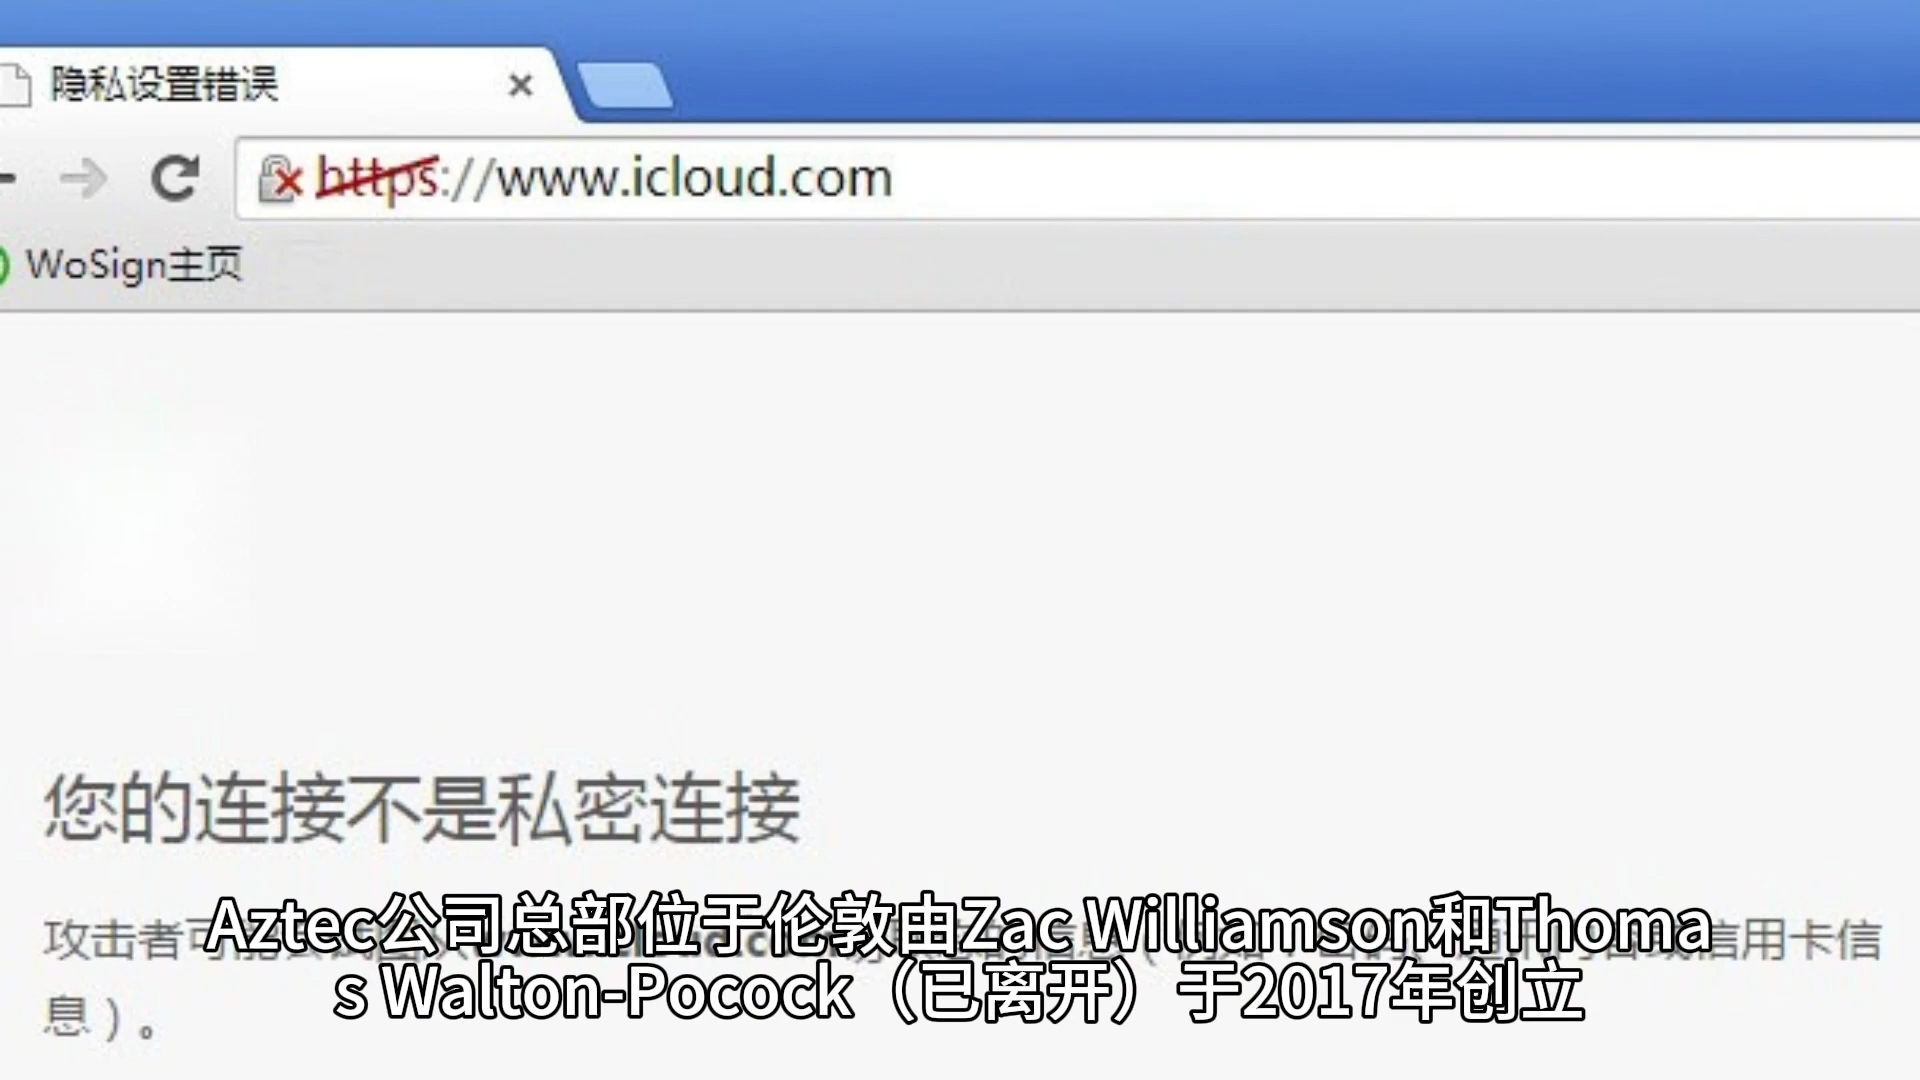 隐私设置错误
https://www.icloud.com
WoSign主页
您的连接不是私密连接
攻击者可能
信用卡信
Aztec公司总部位于伦敦由Zac Williamson和Thoma
s Walton-Pocock（已离开）于2017年创立
息）。